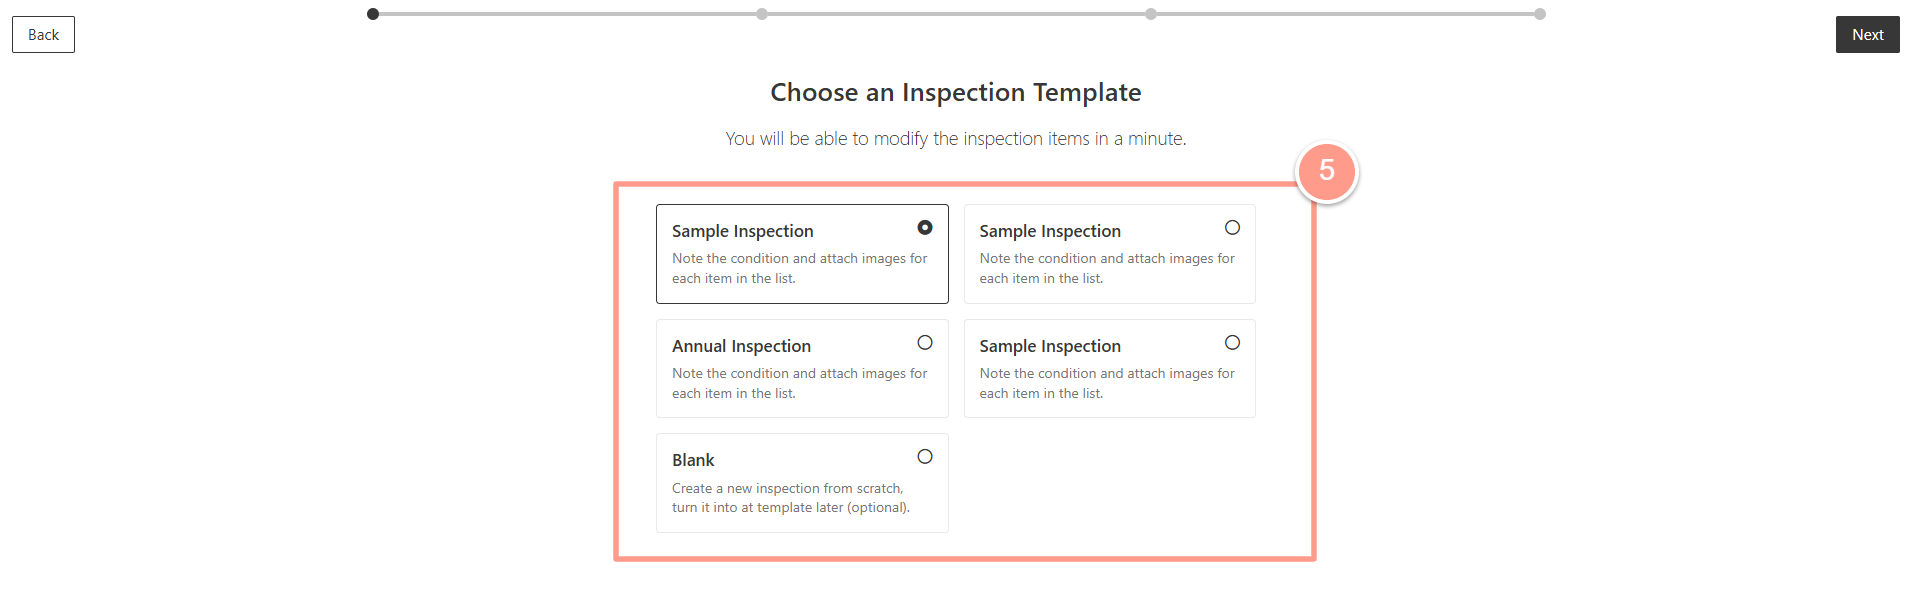 Back
Next
Choose an Inspection Template
You will be able to modify the inspection items in a minute.
5
Sample Inspection
Note the condition and attach images for
each item in the list.
Sample Inspection
Note the condition and attach images for
each item in the list.
Annual Inspection
Note the condition and attach images for
each item in the list.
Sample Inspection
Note the condition and attach images for
each item in the list.
Blank
Create a new inspection from scratch,
turn it into at template later (optional).